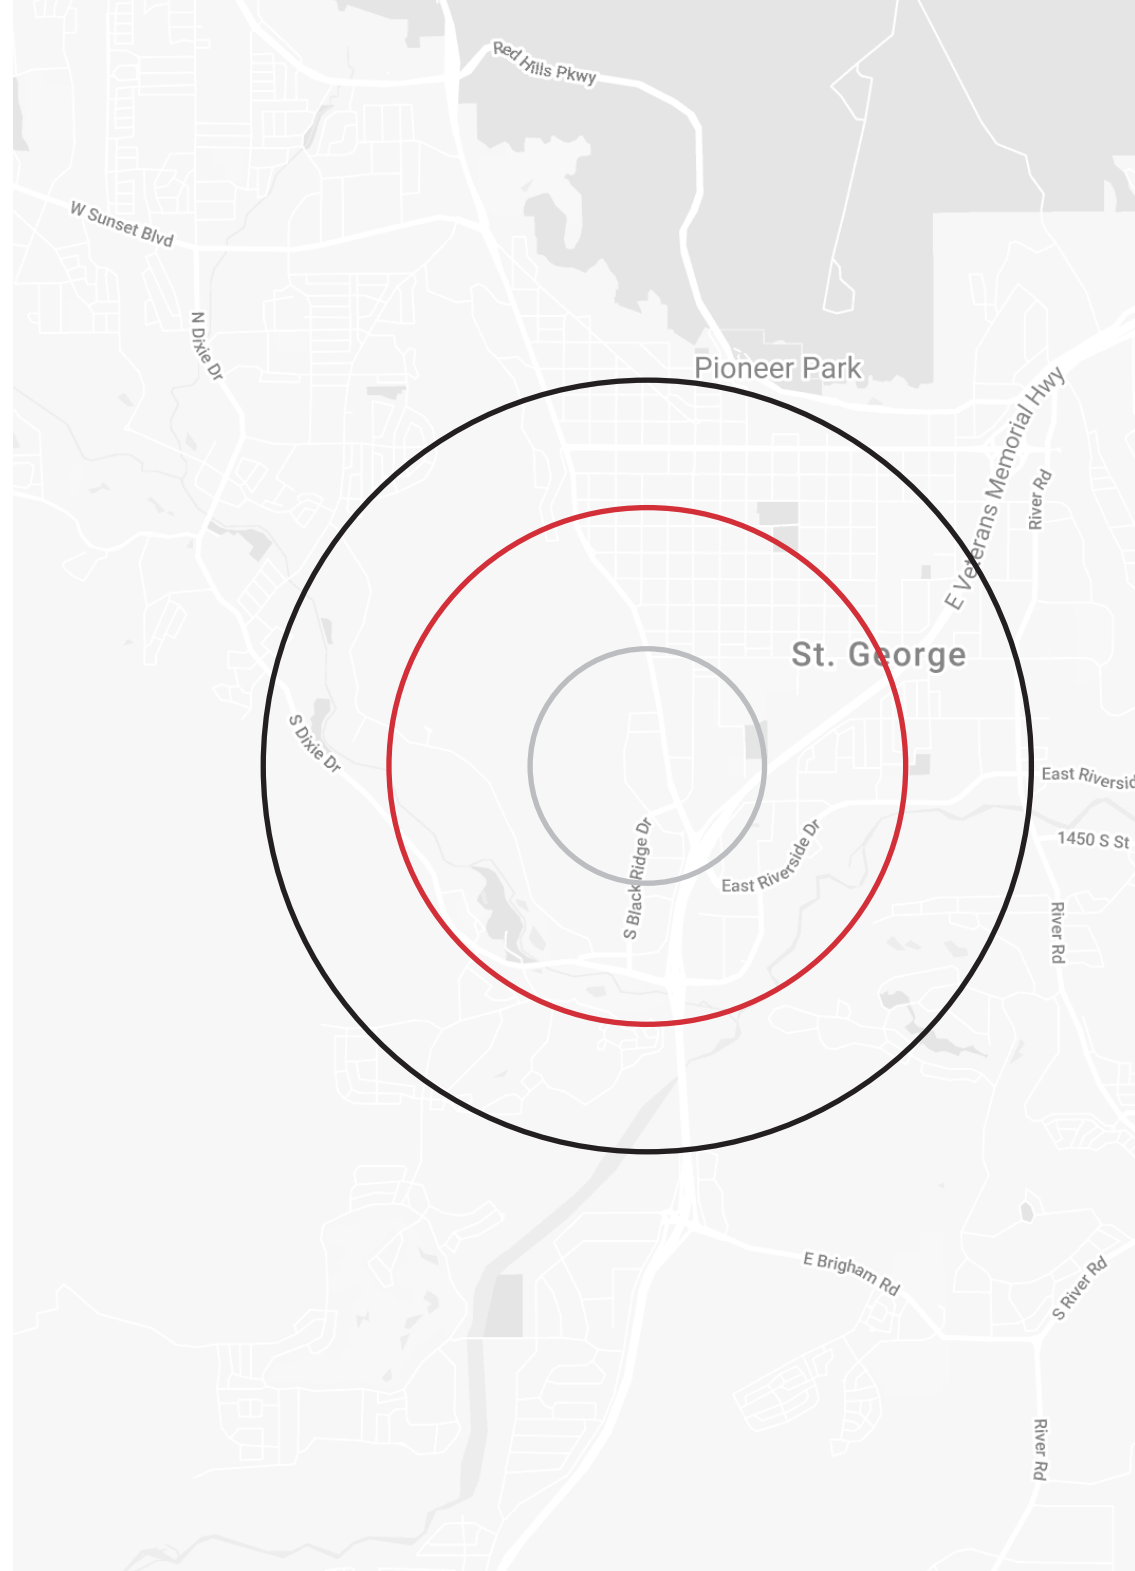 Red Hills Pkwy
W Sunset Blvd
N Dixie Dr
Pioneer Park
E Veterans Memorial Hwy
River Rd
St. George
S Dixie Dr
East Riversid
S Black Ridge Dr
East Riverside Dr
1450 S St
River Rd
E Brigham Rd
S River Rd
River Rd